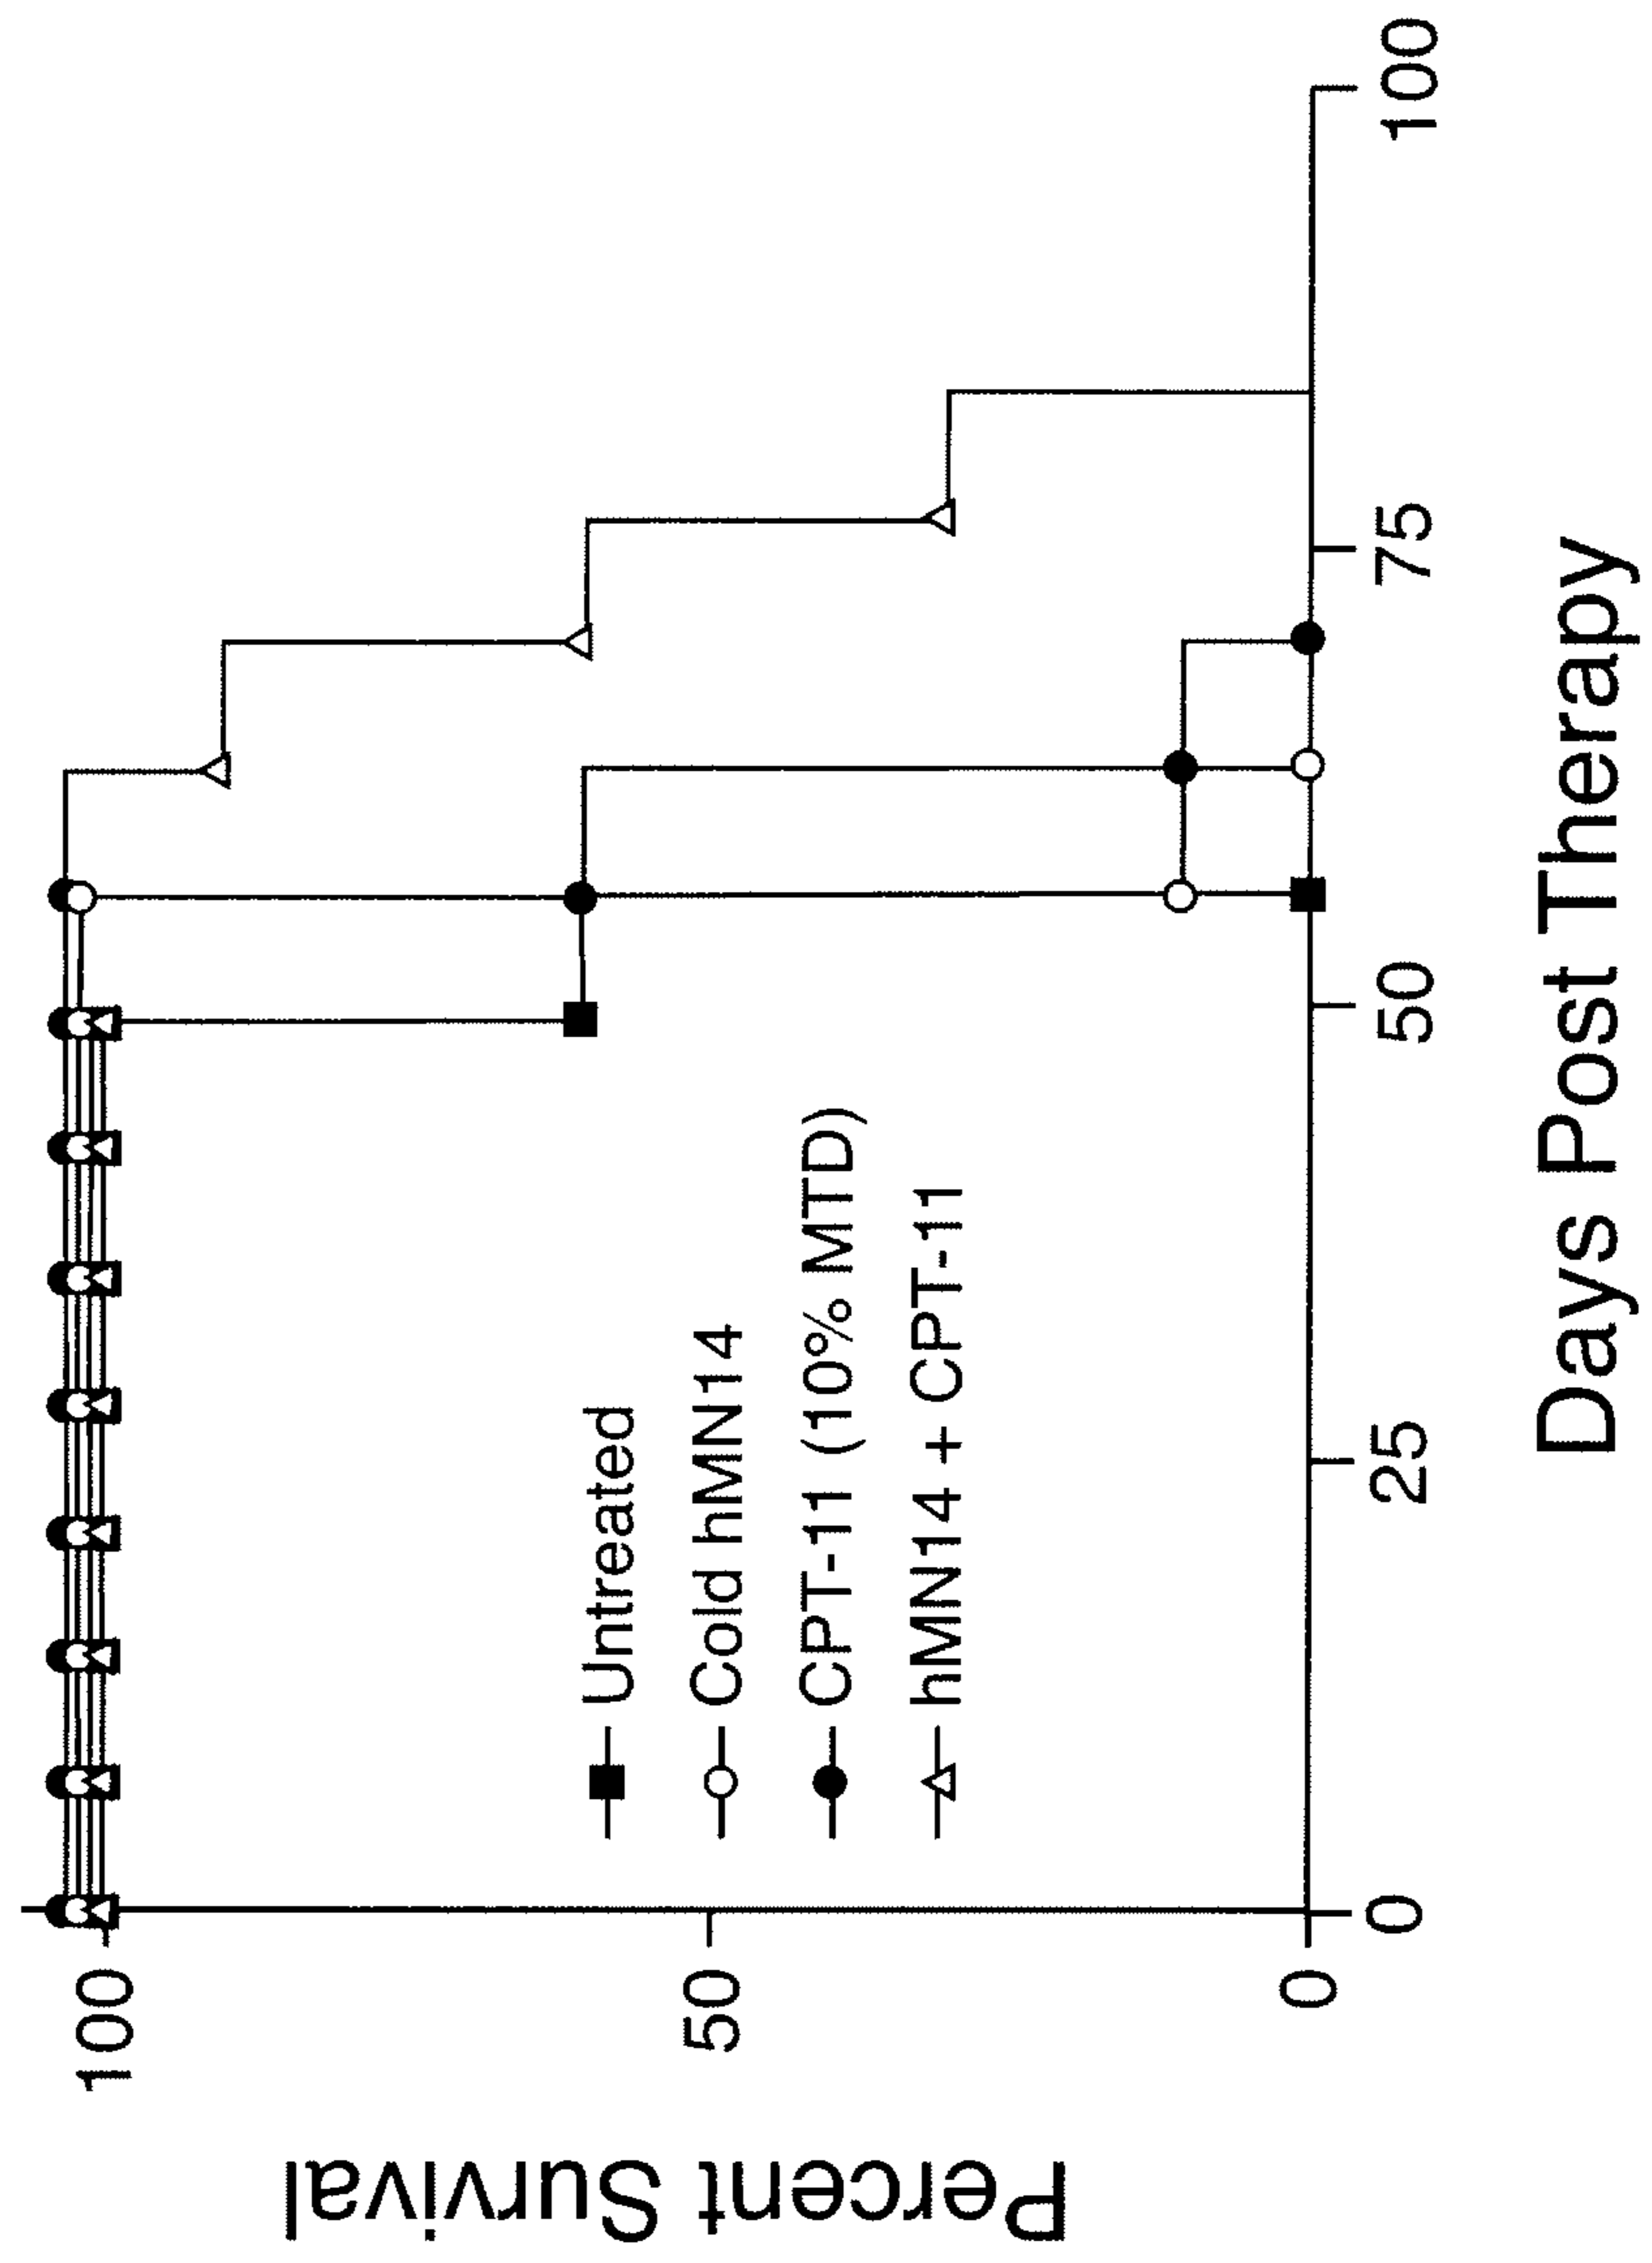 Percent Survival
100
50
0
Untreated
Cold hMN14
CPT-11 (10% MTD)
hMN14 + CPT-11
0
25
50
75
100
Days Post Therapy